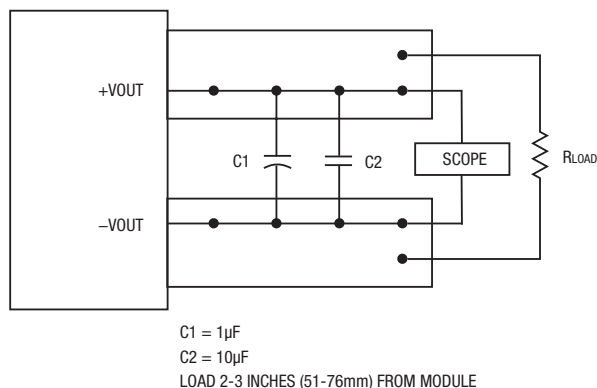 +VOUT
C1
C2
SCOPE
RLOAD
−VOUT
C1 = 1µF
C2 = 10µF
LOAD 2-3 INCHES (51-76mm) FROM MODULE